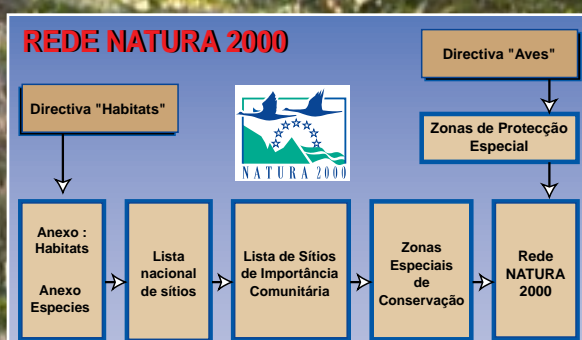 REDE NATURA 2000
Directiva "Aves"
Directiva "Habitats"
Zonas de Protecção
Especial
NATURA 2000
Anexo :
Habitats
Anexo
Especies
Lista
nacional
de sítios
Lista de Sítios
de Importância
Comunitária
Zonas
Especiais
de
Conservação
Rede
NATURA
2000